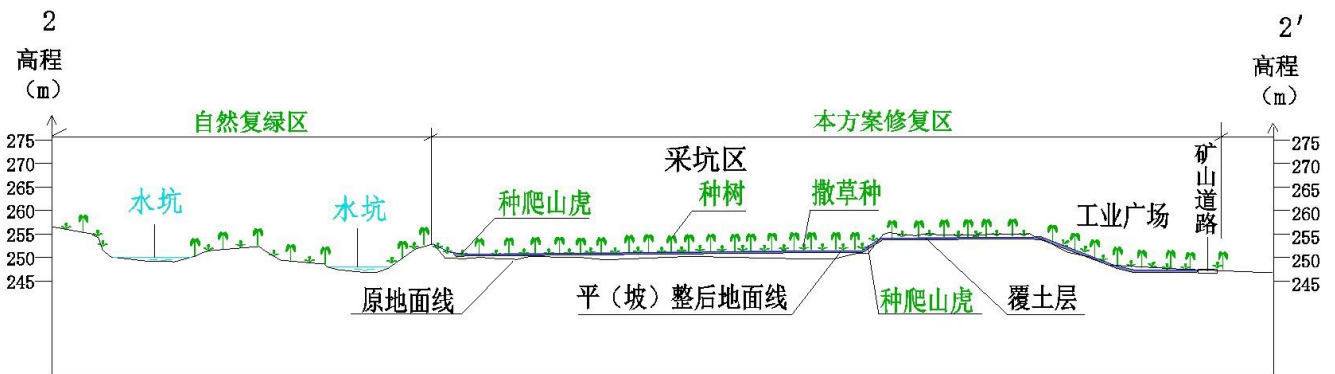 2
2′
高程
（m）
高程
（m）
自然复绿区
本方案修复区
275
270
265
260
255
250
245
275
270
265
260
255
250
245
采坑区
矿山道路
水坑
水坑
种爬山虎
种树
撒草种
工业广场
原地面线
平（坡）整后地面线
种爬山虎
覆土层